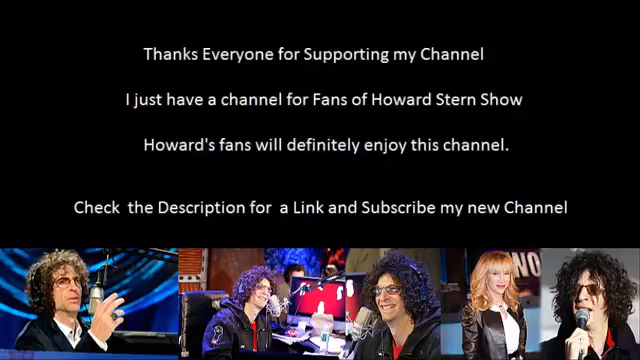 Thanks Everyone for Supporting my Channel
I just have a channel for Fans of Howard Stern Show
Howard's fans will definitely enjoy this channel.
Check the Description for a Link and Subscribe my new Channel
NO